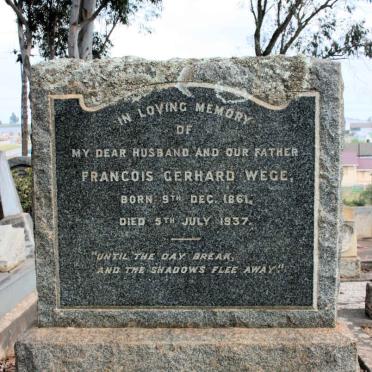 IN LOVING MEMORY
OF
MY DEAR HUSBAND AND OUR FATHER
FRANCOIS GERHARD WEGE,
BORN 9TH DEC. 1861,
DIED 5TH JULY 1937.
"UNTIL THE DAY BREAK,
AND THE SHADOWS FLEE AWAY."